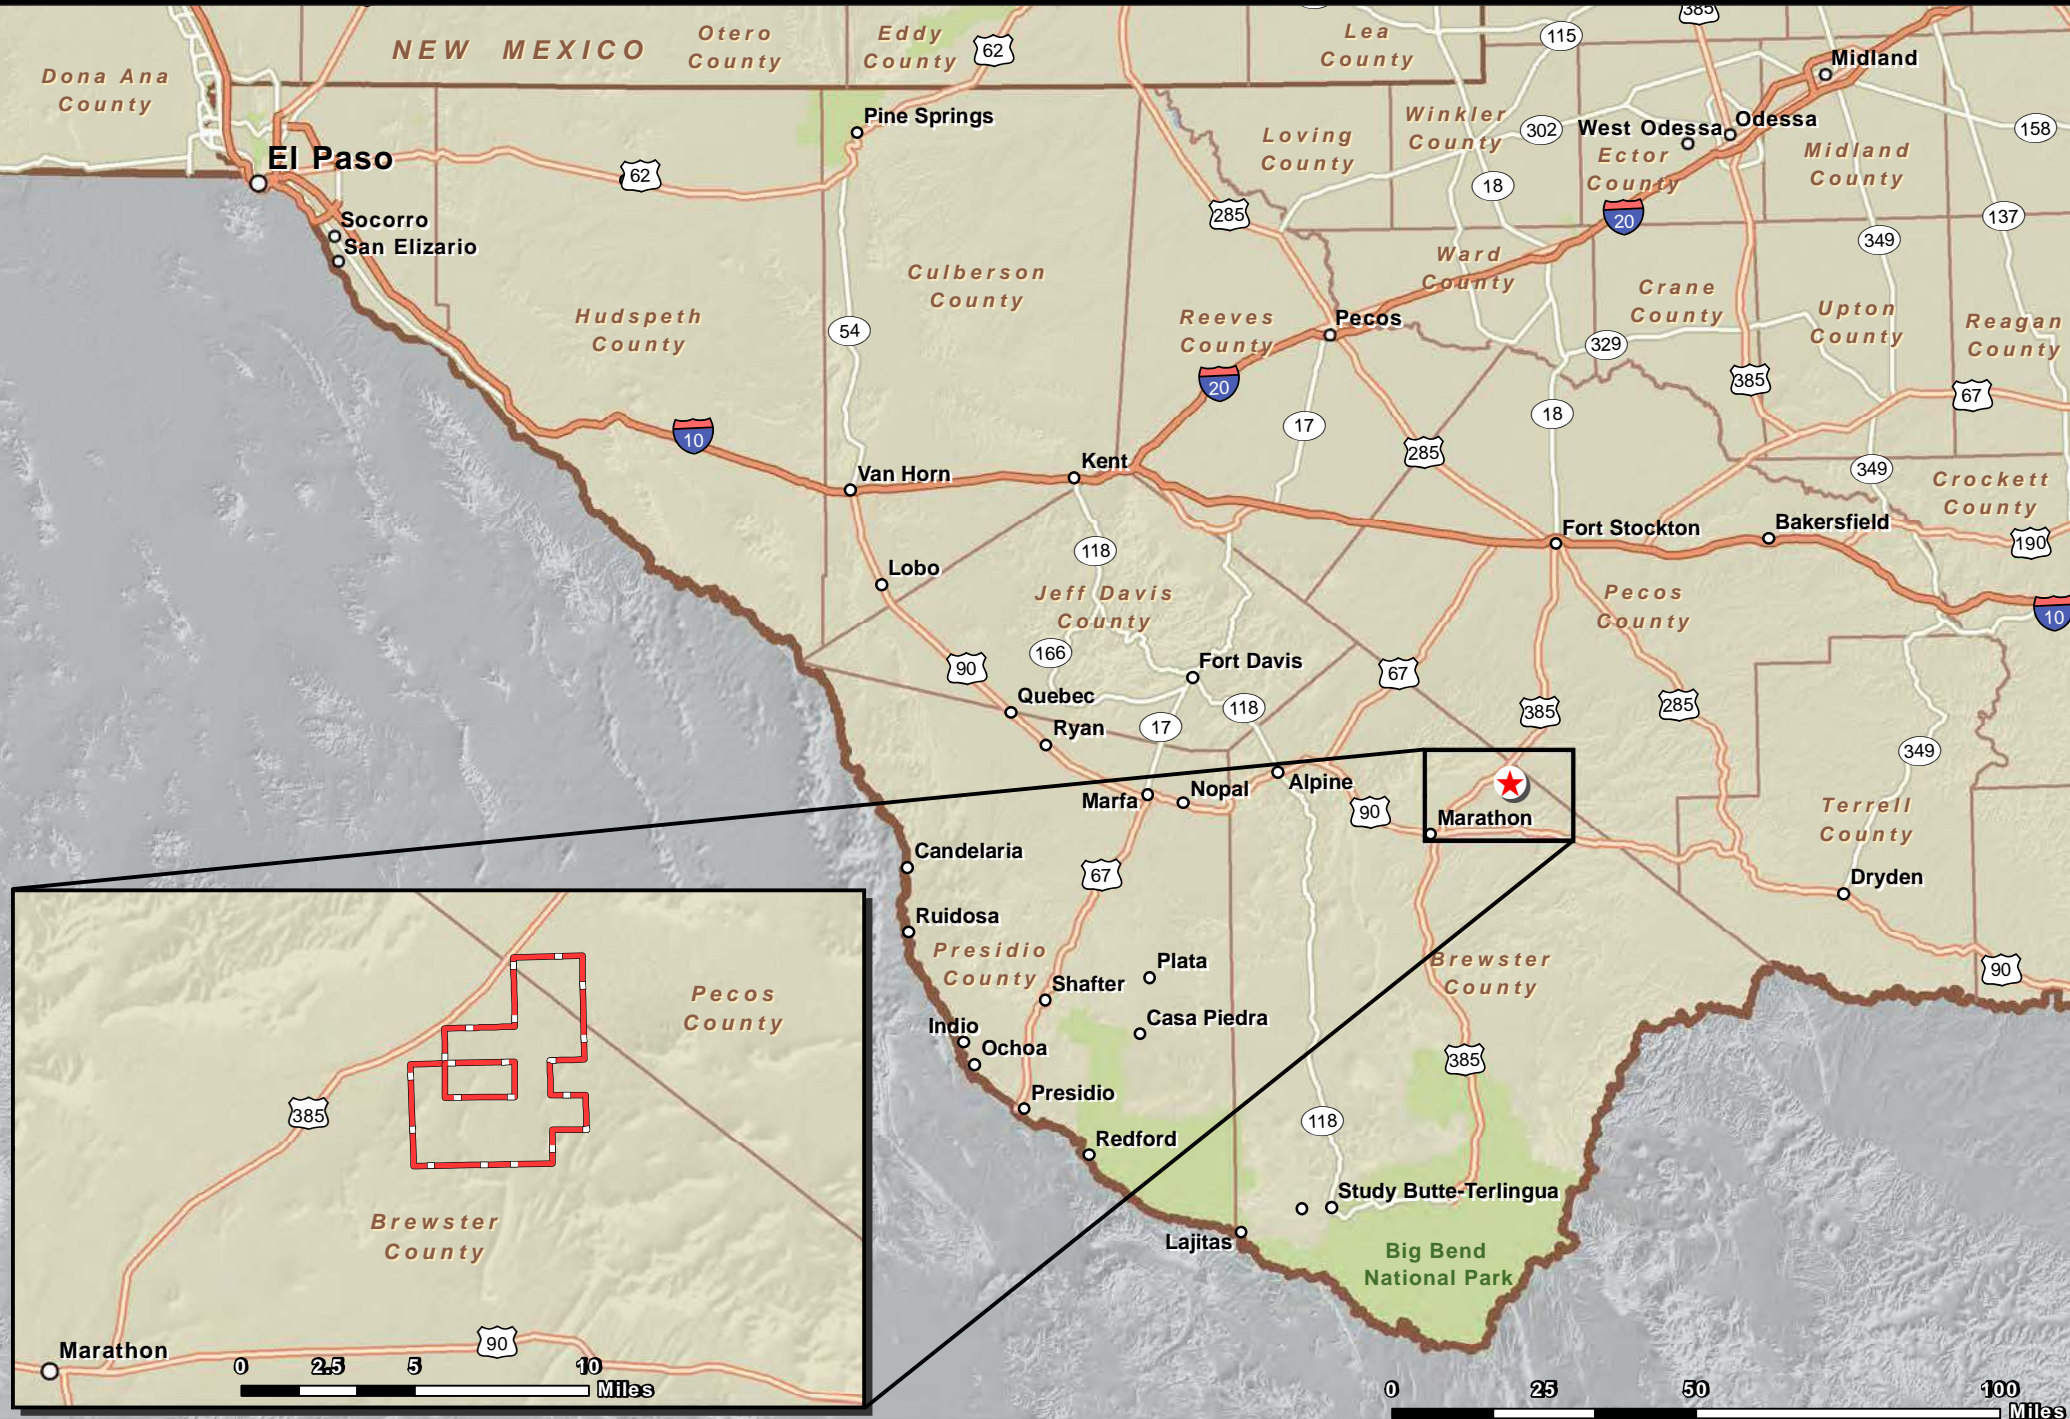 385
Otero
County
Eddy
County
NEW MEXICO
62
Lea
County
115
Midland
Dona Ana
County
Pine Springs
Winkler
County
302
West Odessa
Odessa
158
Loving
County
Ector
County
Midland
County
El Paso
62
18
285
20
137
349
Socorro
San Elizario
Culberson
County
Ward
County
Crane
County
Upton
County
Reagan
County
Hudspeth
County
54
Reeves
County
Pecos
329
20
385
67
17
18
10
285
Van Horn
Kent
349
Crockett
County
Fort Stockton
Bakersfield
190
118
Lobo
Jeff Davis
County
Pecos
County
10
166
90
Fort Davis
67
Quebec
118
385
285
Ryan
17
349
Alpine
Nopal
Marfa
90
Marathon
Terrell
County
Candelaria
67
Dryden
Ruidosa
Presidio
County
Plata
Brewster
County
90
Shafter
Casa Piedra
Indio
Ochoa
385
Presidio
118
Redford
Study Butte-Terlingua
Lajitas
Big Bend
National Park
Pecos
County
385
Brewster
County
Marathon
90
0
2.5
5
10
Miles
0
25
50
100
Miles